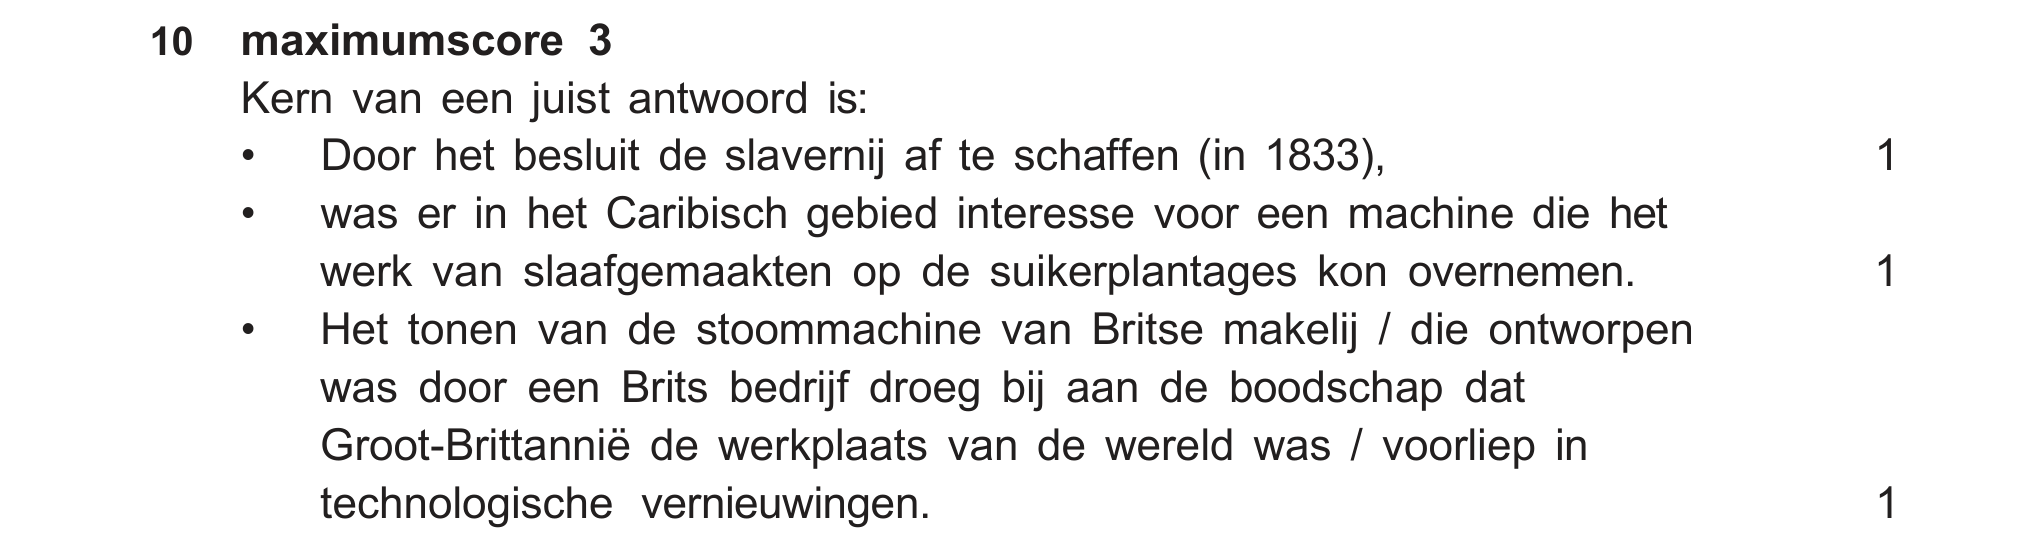 10 maximumscore 3
Kern van een juist antwoord is:
• Door het besluit de slavernij af te schaffen (in 1833), 1
• was er in het Caribisch gebied interesse voor een machine die het
werk van slaafgemaakten op de suikerplantages kon overnemen. 1
• Het tonen van de stoommachine van Britse makelij / die ontworpen
was door een Brits bedrijf droeg bij aan de boodschap dat
Groot-Brittannië de werkplaats van de wereld was / voorliep in
technologische vernieuwingen. 1